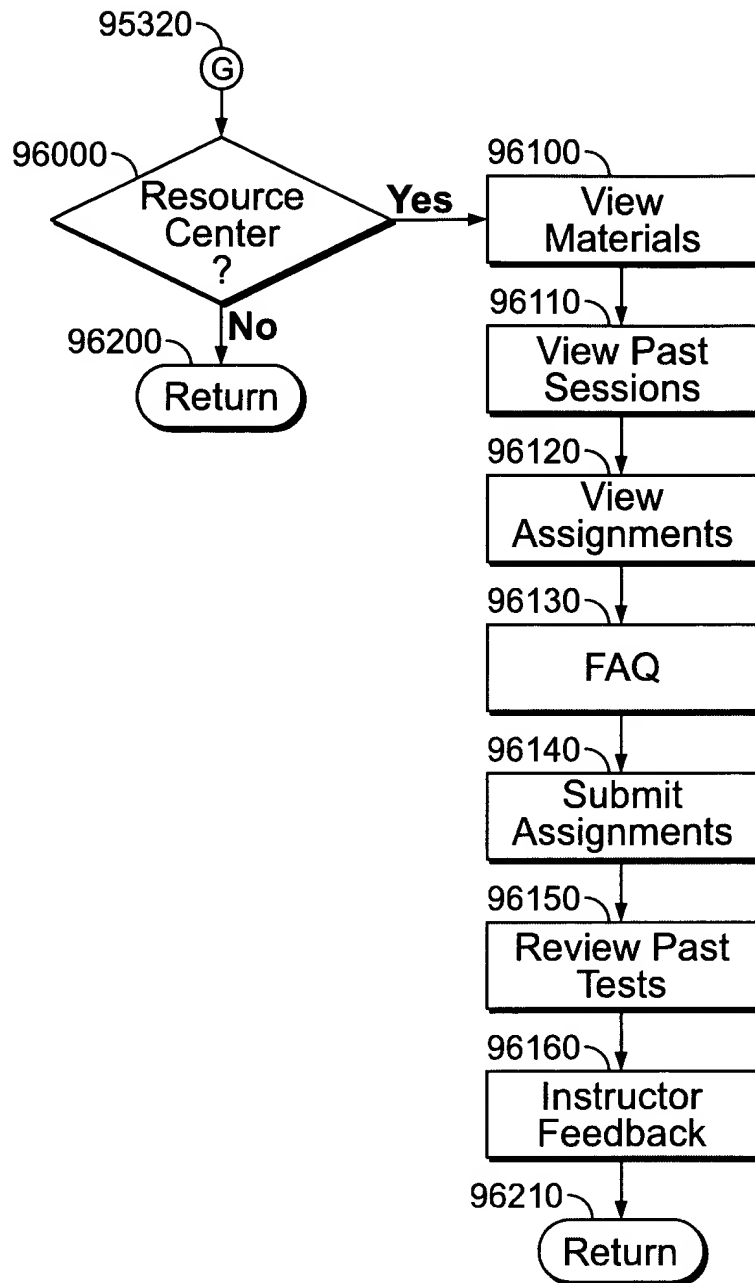 95320
G
96000
Resource
Center
?
Yes
No
96200
Return
96100
View
Materials
96110
View Past
Sessions
96120
View
Assignments
96130
FAQ
96140
Submit
Assignments
96150
Review Past
Tests
96160
Instructor
Feedback
96210
Return